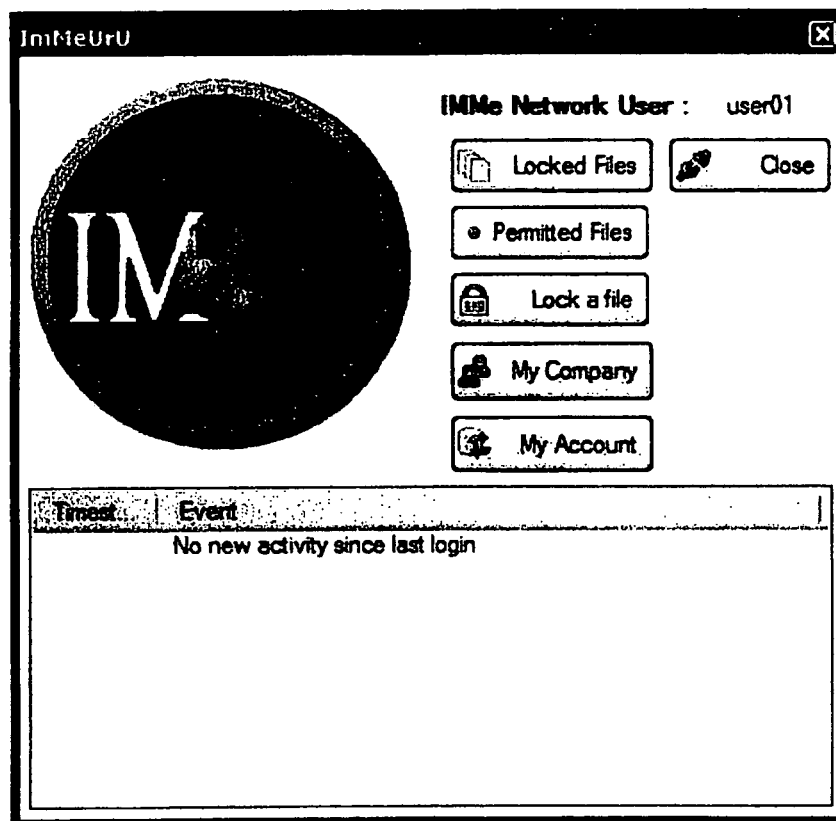 ImMeUrU
IM
IMMe Network User : user01
Locked Files
Close
Permitted Files
Lock a file
My Company
My Account
Timest... Event
No new activity since last login